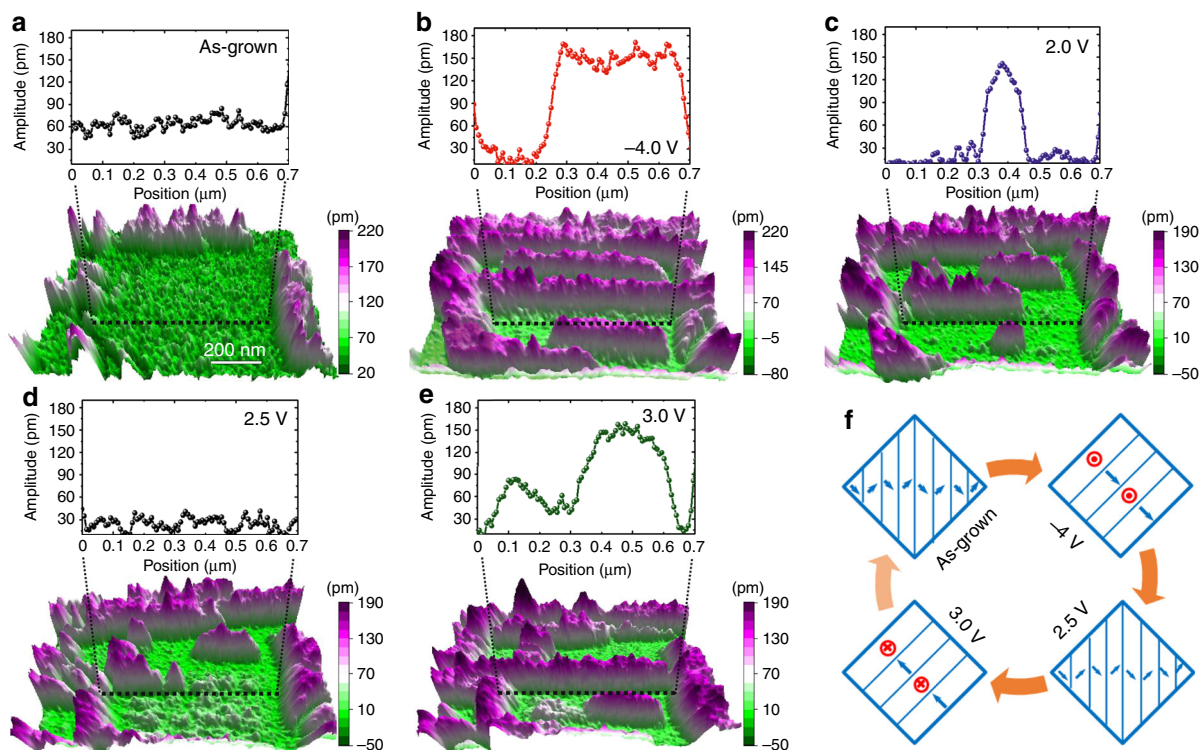 a
As-grown
Amplitude (pm)
180
150
120
90
60
30
0 0.1 0.2 0.3 0.4 0.5 0.6 0.7
Position (μm)
(pm)
220
170
120
70
20
200 nm
b
–4.0 V
Amplitude (pm)
180
150
120
90
60
30
0 0.1 0.2 0.3 0.4 0.5 0.6 0.7
Position (μm)
(pm)
220
145
70
–5
–80
c
2.0 V
Amplitude (pm)
180
150
120
90
60
30
0 0.1 0.2 0.3 0.4 0.5 0.6 0.7
Position (μm)
(pm)
190
130
70
10
–50
d
2.5 V
Amplitude (pm)
180
150
120
90
60
30
0 0.1 0.2 0.3 0.4 0.5 0.6 0.7
Position (μm)
(pm)
190
130
70
10
–50
e
3.0 V
Amplitude (pm)
180
150
120
90
60
30
0 0.1 0.2 0.3 0.4 0.5 0.6 0.7
Position (μm)
(pm)
190
130
70
10
–50
f
As-grown
–4 V
3.0 V
2.5 V